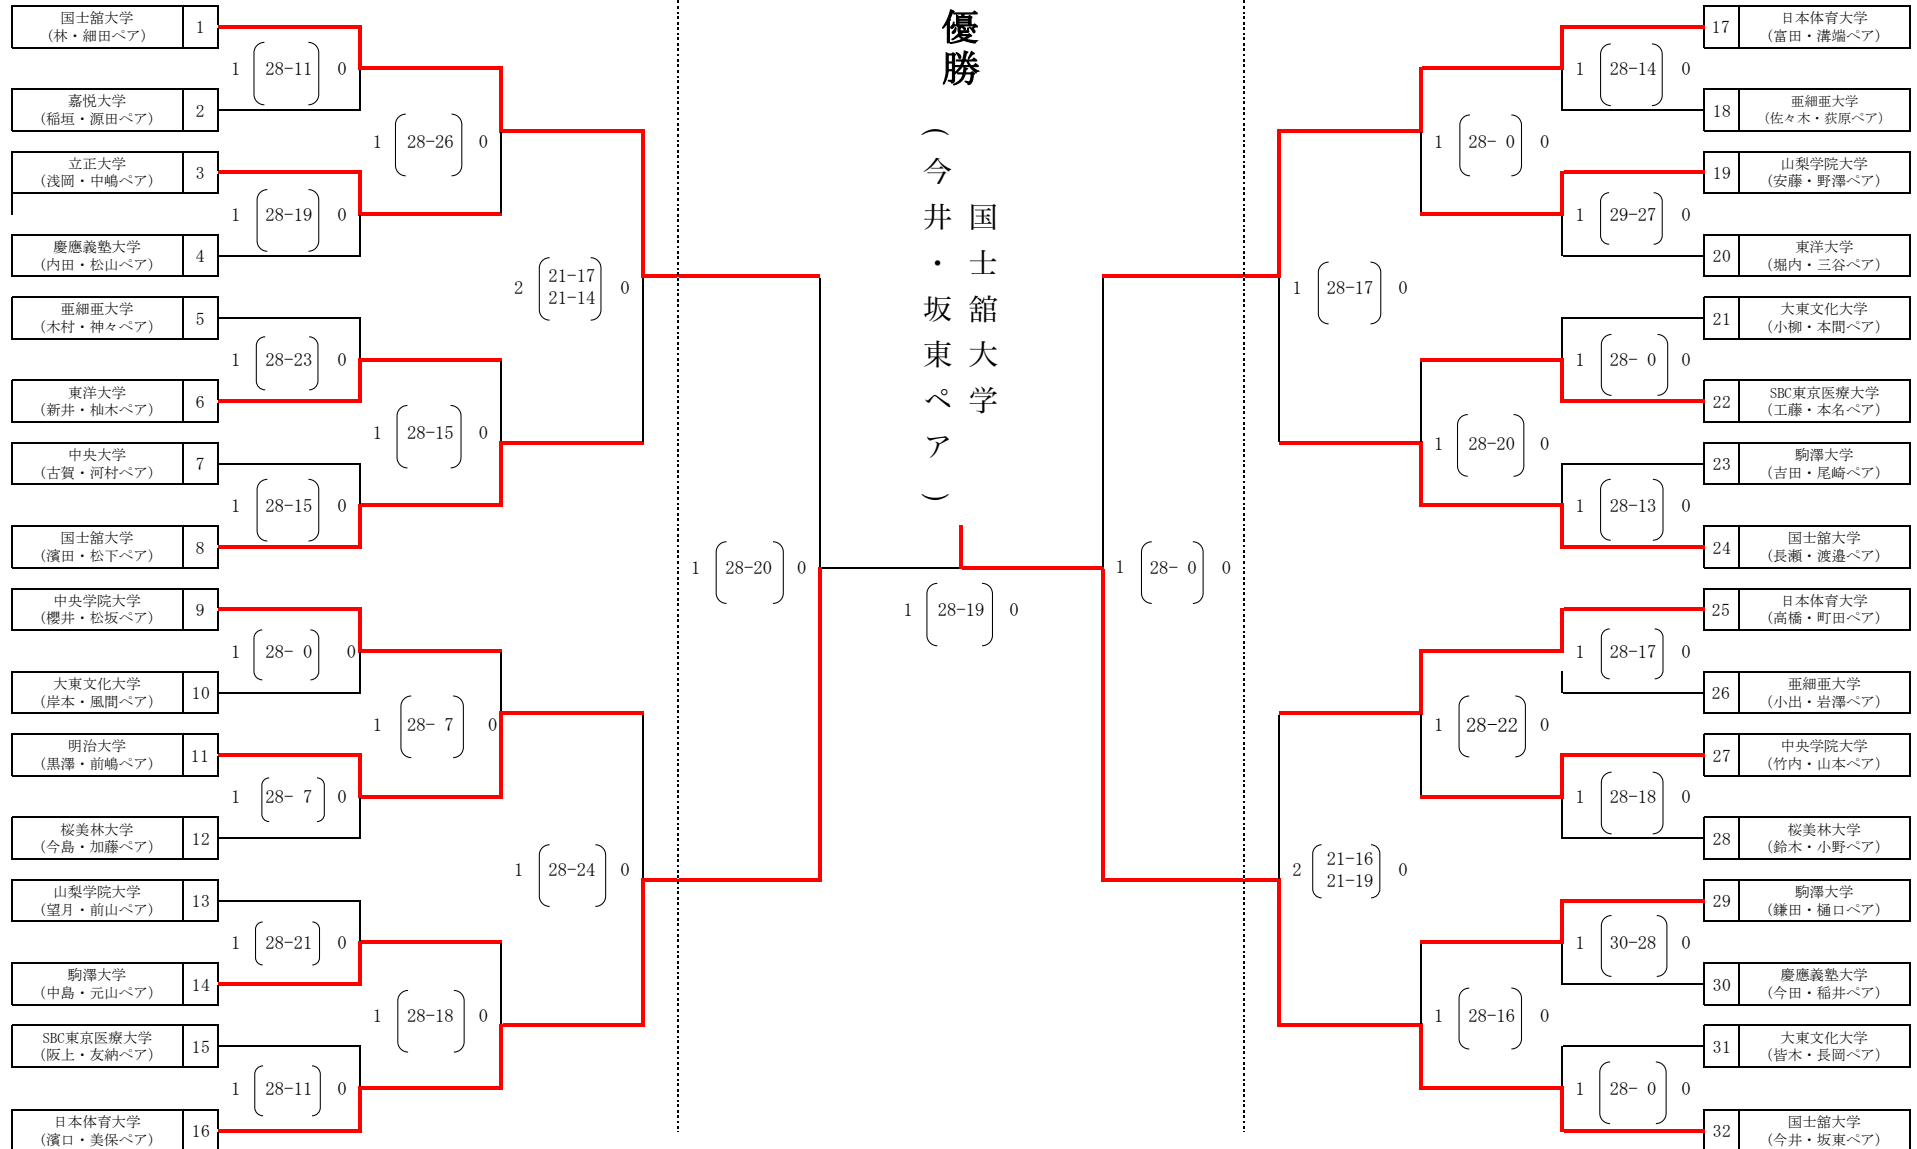 国士舘大学
（林・細田ペア）
1
1 28-11 0
嘉悦大学
（稲垣・源田ペア）
2
1 28-26 0
立正大学
（浅岡・中嶋ペア）
3
1 28-19 0
慶應義塾大学
（内田・松山ペア）
4
2 21-17 0
21-14
亜細亜大学
（木村・神々ペア）
5
1 28-23 0
東洋大学
（新井・杣木ペア）
6
1 28-15 0
中央大学
（古賀・河村ペア）
7
1 28-15 0
国士舘大学
（濱田・松下ペア）
8
1 28-20 0
中央学院大学
（櫻井・松坂ペア）
9
1 28- 0 0
大東文化大学
（岸本・風間ペア）
10
1 28- 7 0
明治大学
（黒澤・前嶋ペア）
11
1 28- 7 0
桜美林大学
（今島・加藤ペア）
12
1 28-24 0
山梨学院大学
（望月・前山ペア）
13
1 28-21 0
駒澤大学
（中島・元山ペア）
14
1 28-18 0
SBC東京医療大学
（阪上・友納ペア）
15
1 28-11 0
日本体育大学
（濱口・美保ペア）
16
優勝
国士舘大学
（今井・坂東ペア）
1 28-19 0
17
日本体育大学
（富田・溝端ペア）
1 28-14 0
18
亜細亜大学
（佐々木・荻原ペア）
1 28- 0 0
19
山梨学院大学
（安藤・野澤ペア）
1 29-27 0
20
東洋大学
（堀内・三谷ペア）
1 28-17 0
21
大東文化大学
（小柳・本間ペア）
1 28- 0 0
22
SBC東京医療大学
（工藤・本名ペア）
1 28-20 0
23
駒澤大学
（吉田・尾崎ペア）
1 28-13 0
24
国士舘大学
（長瀬・渡邉ペア）
1 28- 0 0
25
日本体育大学
（高橋・町田ペア）
1 28-17 0
26
亜細亜大学
（小出・岩澤ペア）
1 28-22 0
27
中央学院大学
（竹内・山本ペア）
1 28-18 0
28
桜美林大学
（鈴木・小野ペア）
2 21-16 0
21-19
29
駒澤大学
（鎌田・樋口ペア）
1 30-28 0
30
慶應義塾大学
（今田・稲井ペア）
1 28-16 0
31
大東文化大学
（皆木・長岡ペア）
1 28- 0 0
32
国士舘大学
（今井・坂東ペア）